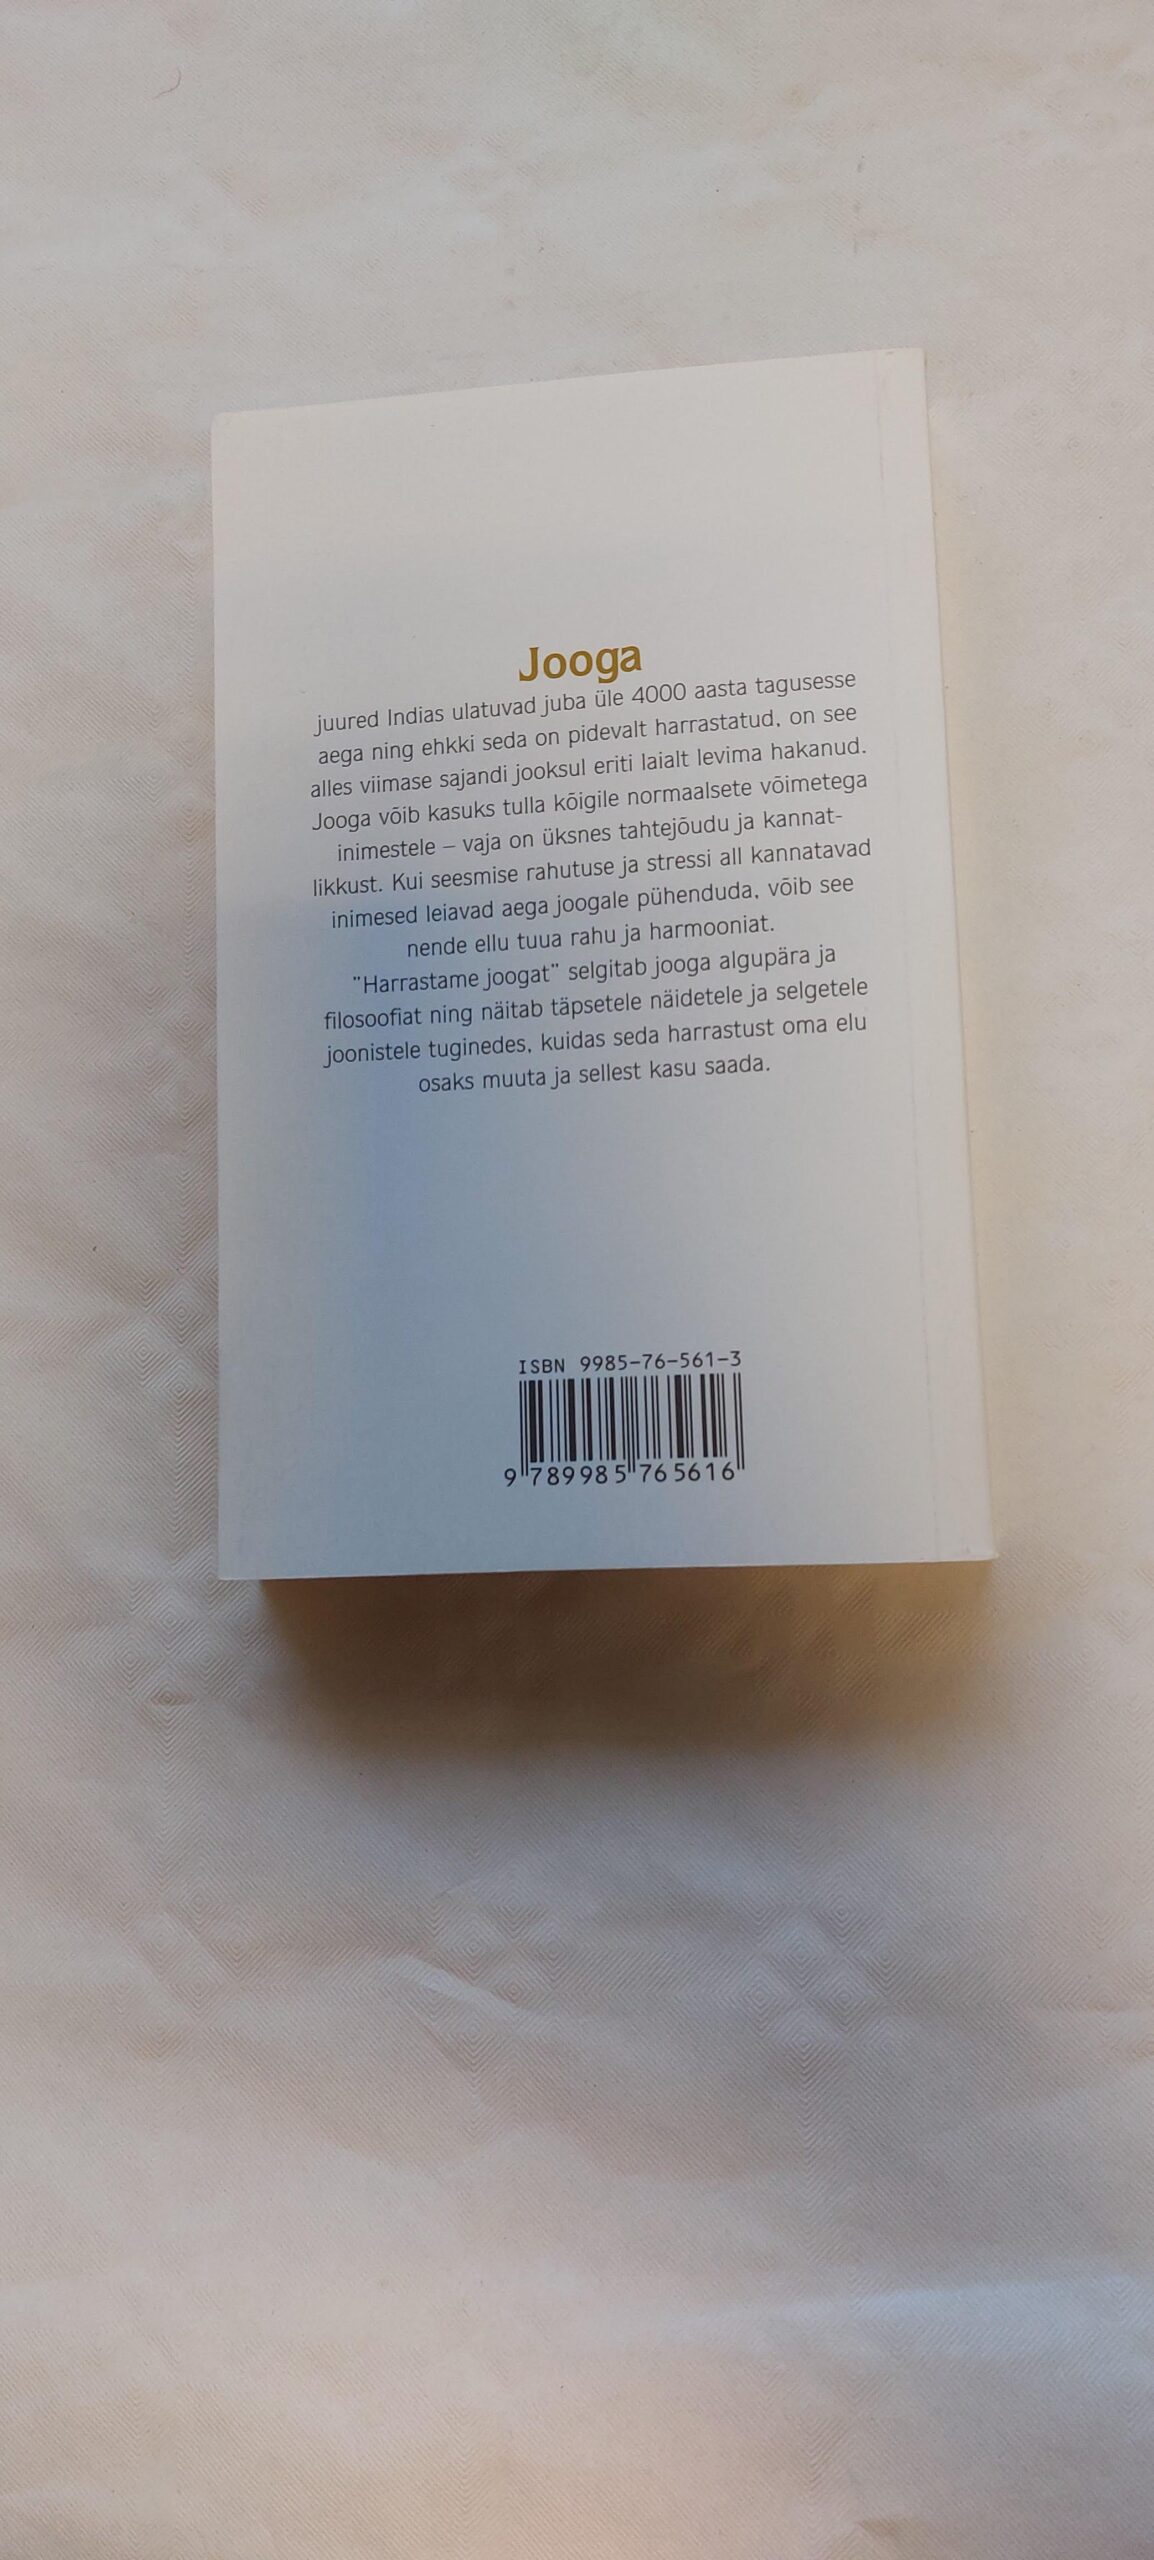 Jooga
juured Indias ulatuvad juba üle 4000 aasta tagusesse
aega ning ehkki seda on pidevalt harrastatud, on see
alles viimase sajandi jooksul eriti laialt levima hakanud.
Jooga võib kasuks tulla kõigile normaalsete võimetega
inimestele – vaja on üksnes tahtejõudu ja kannat-
likkust. Kui seesmise rahutuse ja stressi all kannatavad
inimesed leiavad aega joogale pühenduda, võib see
nende ellu tuua rahu ja harmooniat.
"Harrastame joogat" selgitab jooga algupära ja
filosoofiat ning näitab täpsetele näidetele ja selgetele
joonistele tuginedes, kuidas seda harrastust oma elu
osaks muuta ja sellest kasu saada.
ISBN 9985-76-561-3
9 789985 765616